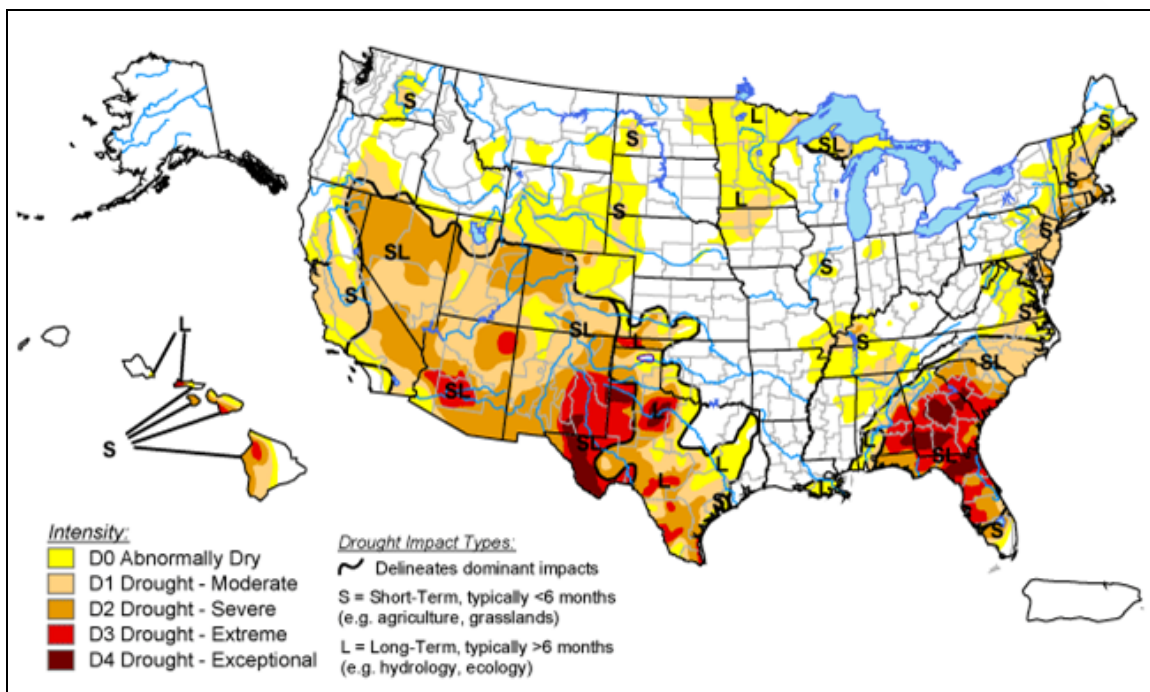 S
L
S
SL
L
S
S
L
S
S
SL
S
S
S
L
SL
S
S
SL
SL
L
SL
L
SL
L
L
S
L
L
S
S
Intensity:
D0 Abnormally Dry
D1 Drought - Moderate
D2 Drought - Severe
D3 Drought - Extreme
D4 Drought - Exceptional
Drought Impact Types:
Delineates dominant impacts
S = Short-Term, typically <6 months
(e.g. agriculture, grasslands)
L = Long-Term, typically >6 months
(e.g. hydrology, ecology)